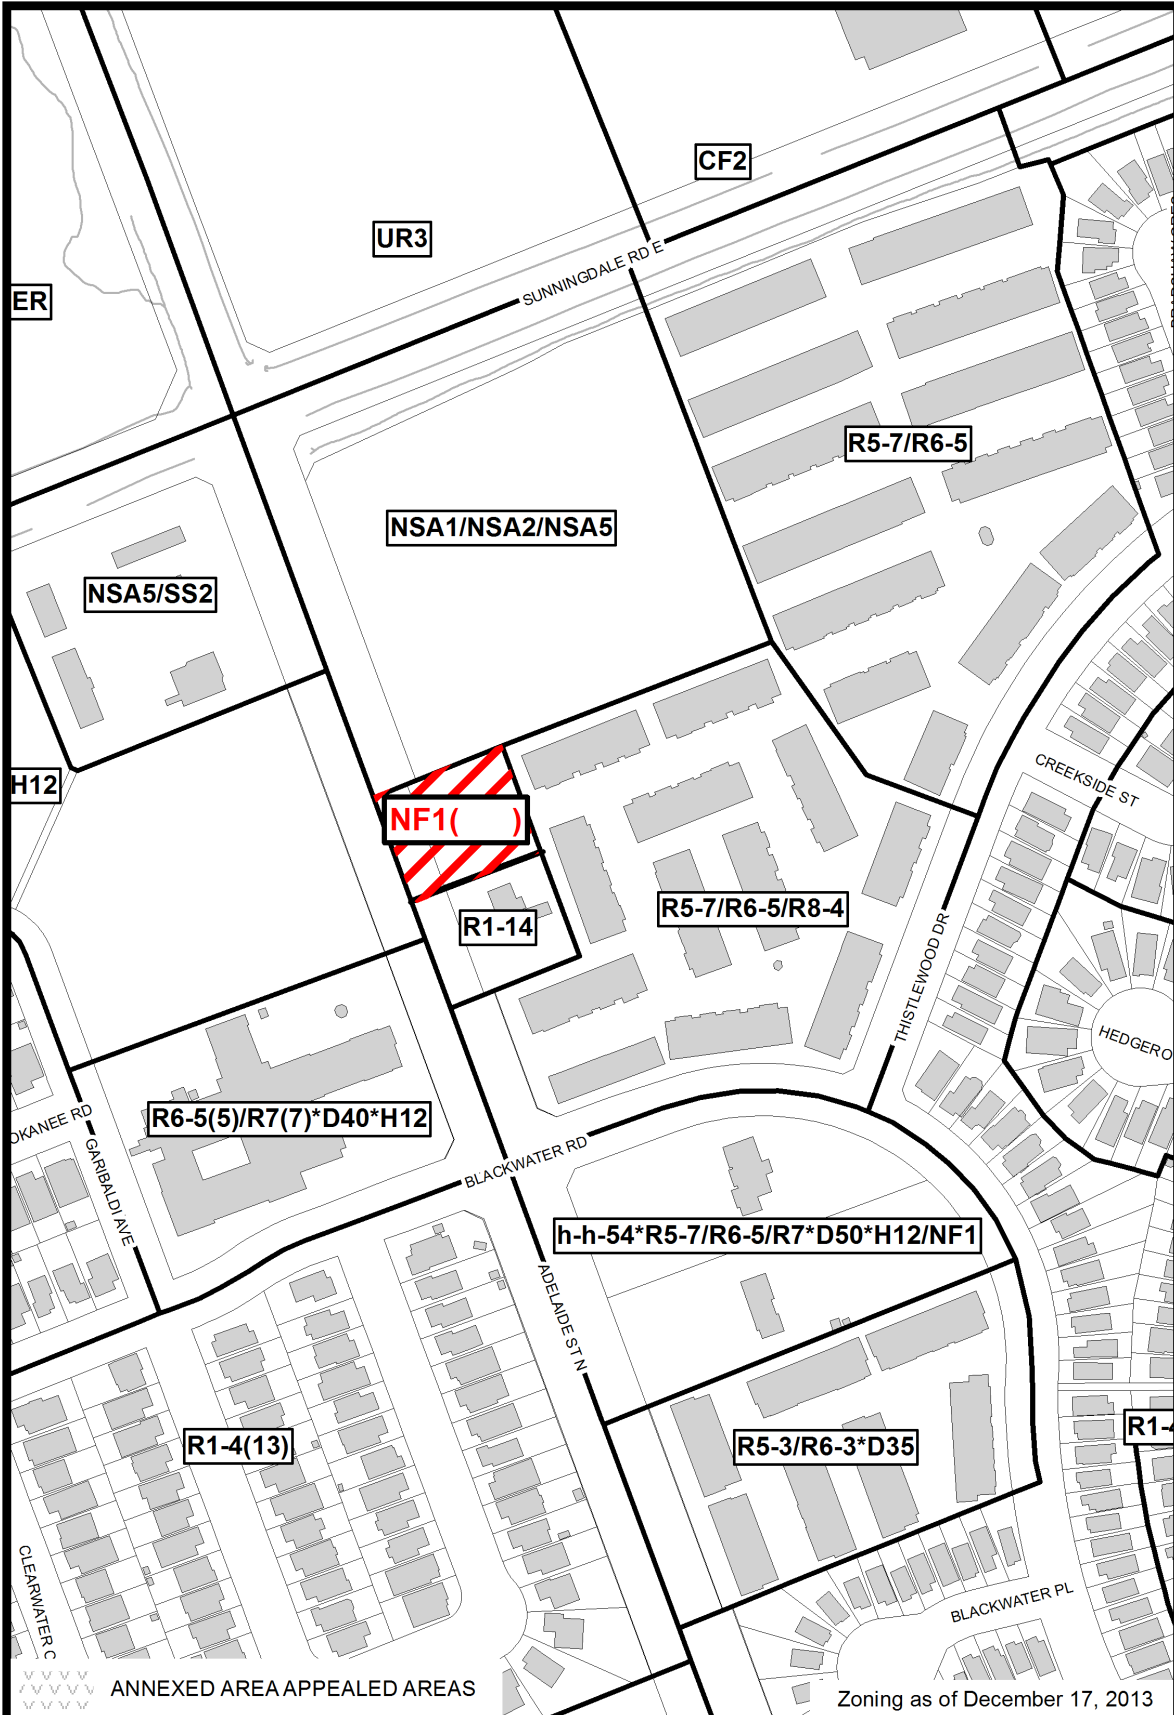 CF2
UR3
SUNNINGDALE RD E
ER
R5-7/R6-5
NSA1/NSA2/NSA5
NSA5/SS2
H12
CREEKSIDE ST
NF1( )
R5-7/R6-5/R8-4
R1-14
THISTLEWOOD DR
HEDGERO
R6-5(5)/R7(7)*D40*H12
OKANEE RD
GARIBALDI AVE
BLACKWATER RD
h-h-54*R5-7/R6-5/R7*D50*H12/NF1
ADELAIDE ST N
R1-4
R1-4(13)
R5-3/R6-3*D35
CLEARWATER C
BLACKWATER PL
ANNEXED AREA APPEALED AREAS
Zoning as of December 17, 2013